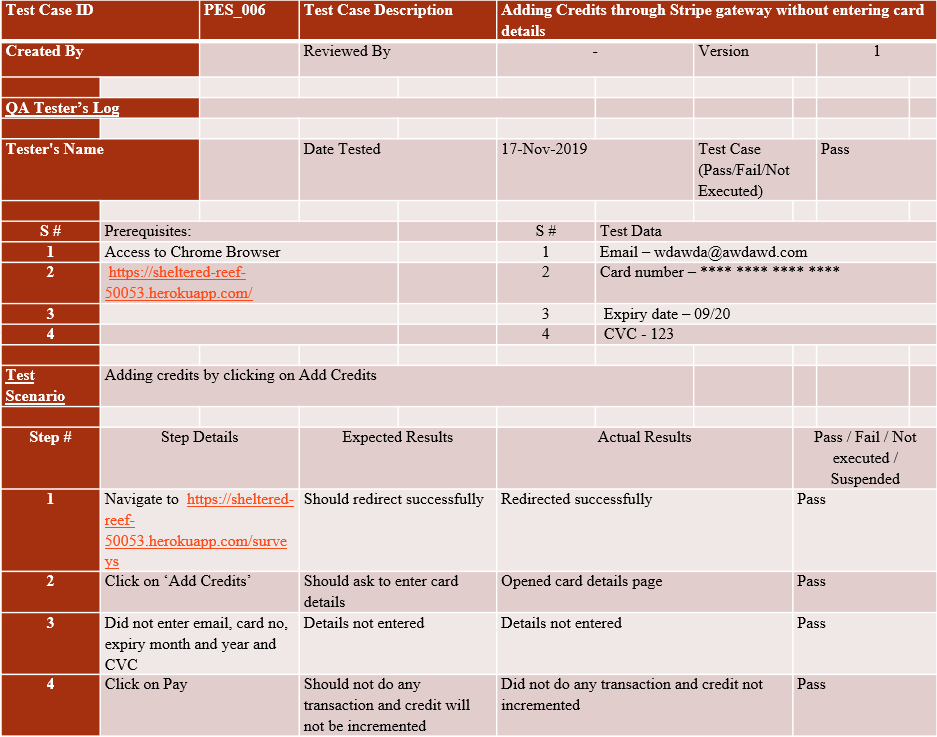 Test Case ID PES_006 Test Case Description Adding Credits through Stripe gateway without entering card
details
Created By Reviewed By - Version 1
QA Tester’s Log
Tester's Name Date Tested 17-Nov-2019 Test Case Pass
(Pass/Fail/Not
Executed)
S # Prerequisites: S # Test Data
1 Access to Chrome Browser 1 Email – wdawda@awdawd.com
2 https://sheltered-reef- 2 Card number – **** **** **** ****
50053.herokuapp.com/
3 3 Expiry date – 09/20
4 4 CVC - 123
Test Adding credits by clicking on Add Credits
Scenario
Step # Step Details Expected Results Actual Results Pass / Fail / Not
executed /
Suspended
1 Navigate to https://sheltered- Should redirect successfully Redirected successfully Pass
reef-
50053.herokuapp.com/surve
ys
2 Click on ‘Add Credits’ Should ask to enter card Opened card details page Pass
details
3 Did not enter email, card no, Details not entered Details not entered Pass
expiry month and year and
CVC
4 Click on Pay Should not do any Did not do any transaction and credit not Pass
transaction and credit will incremented
not be incremented